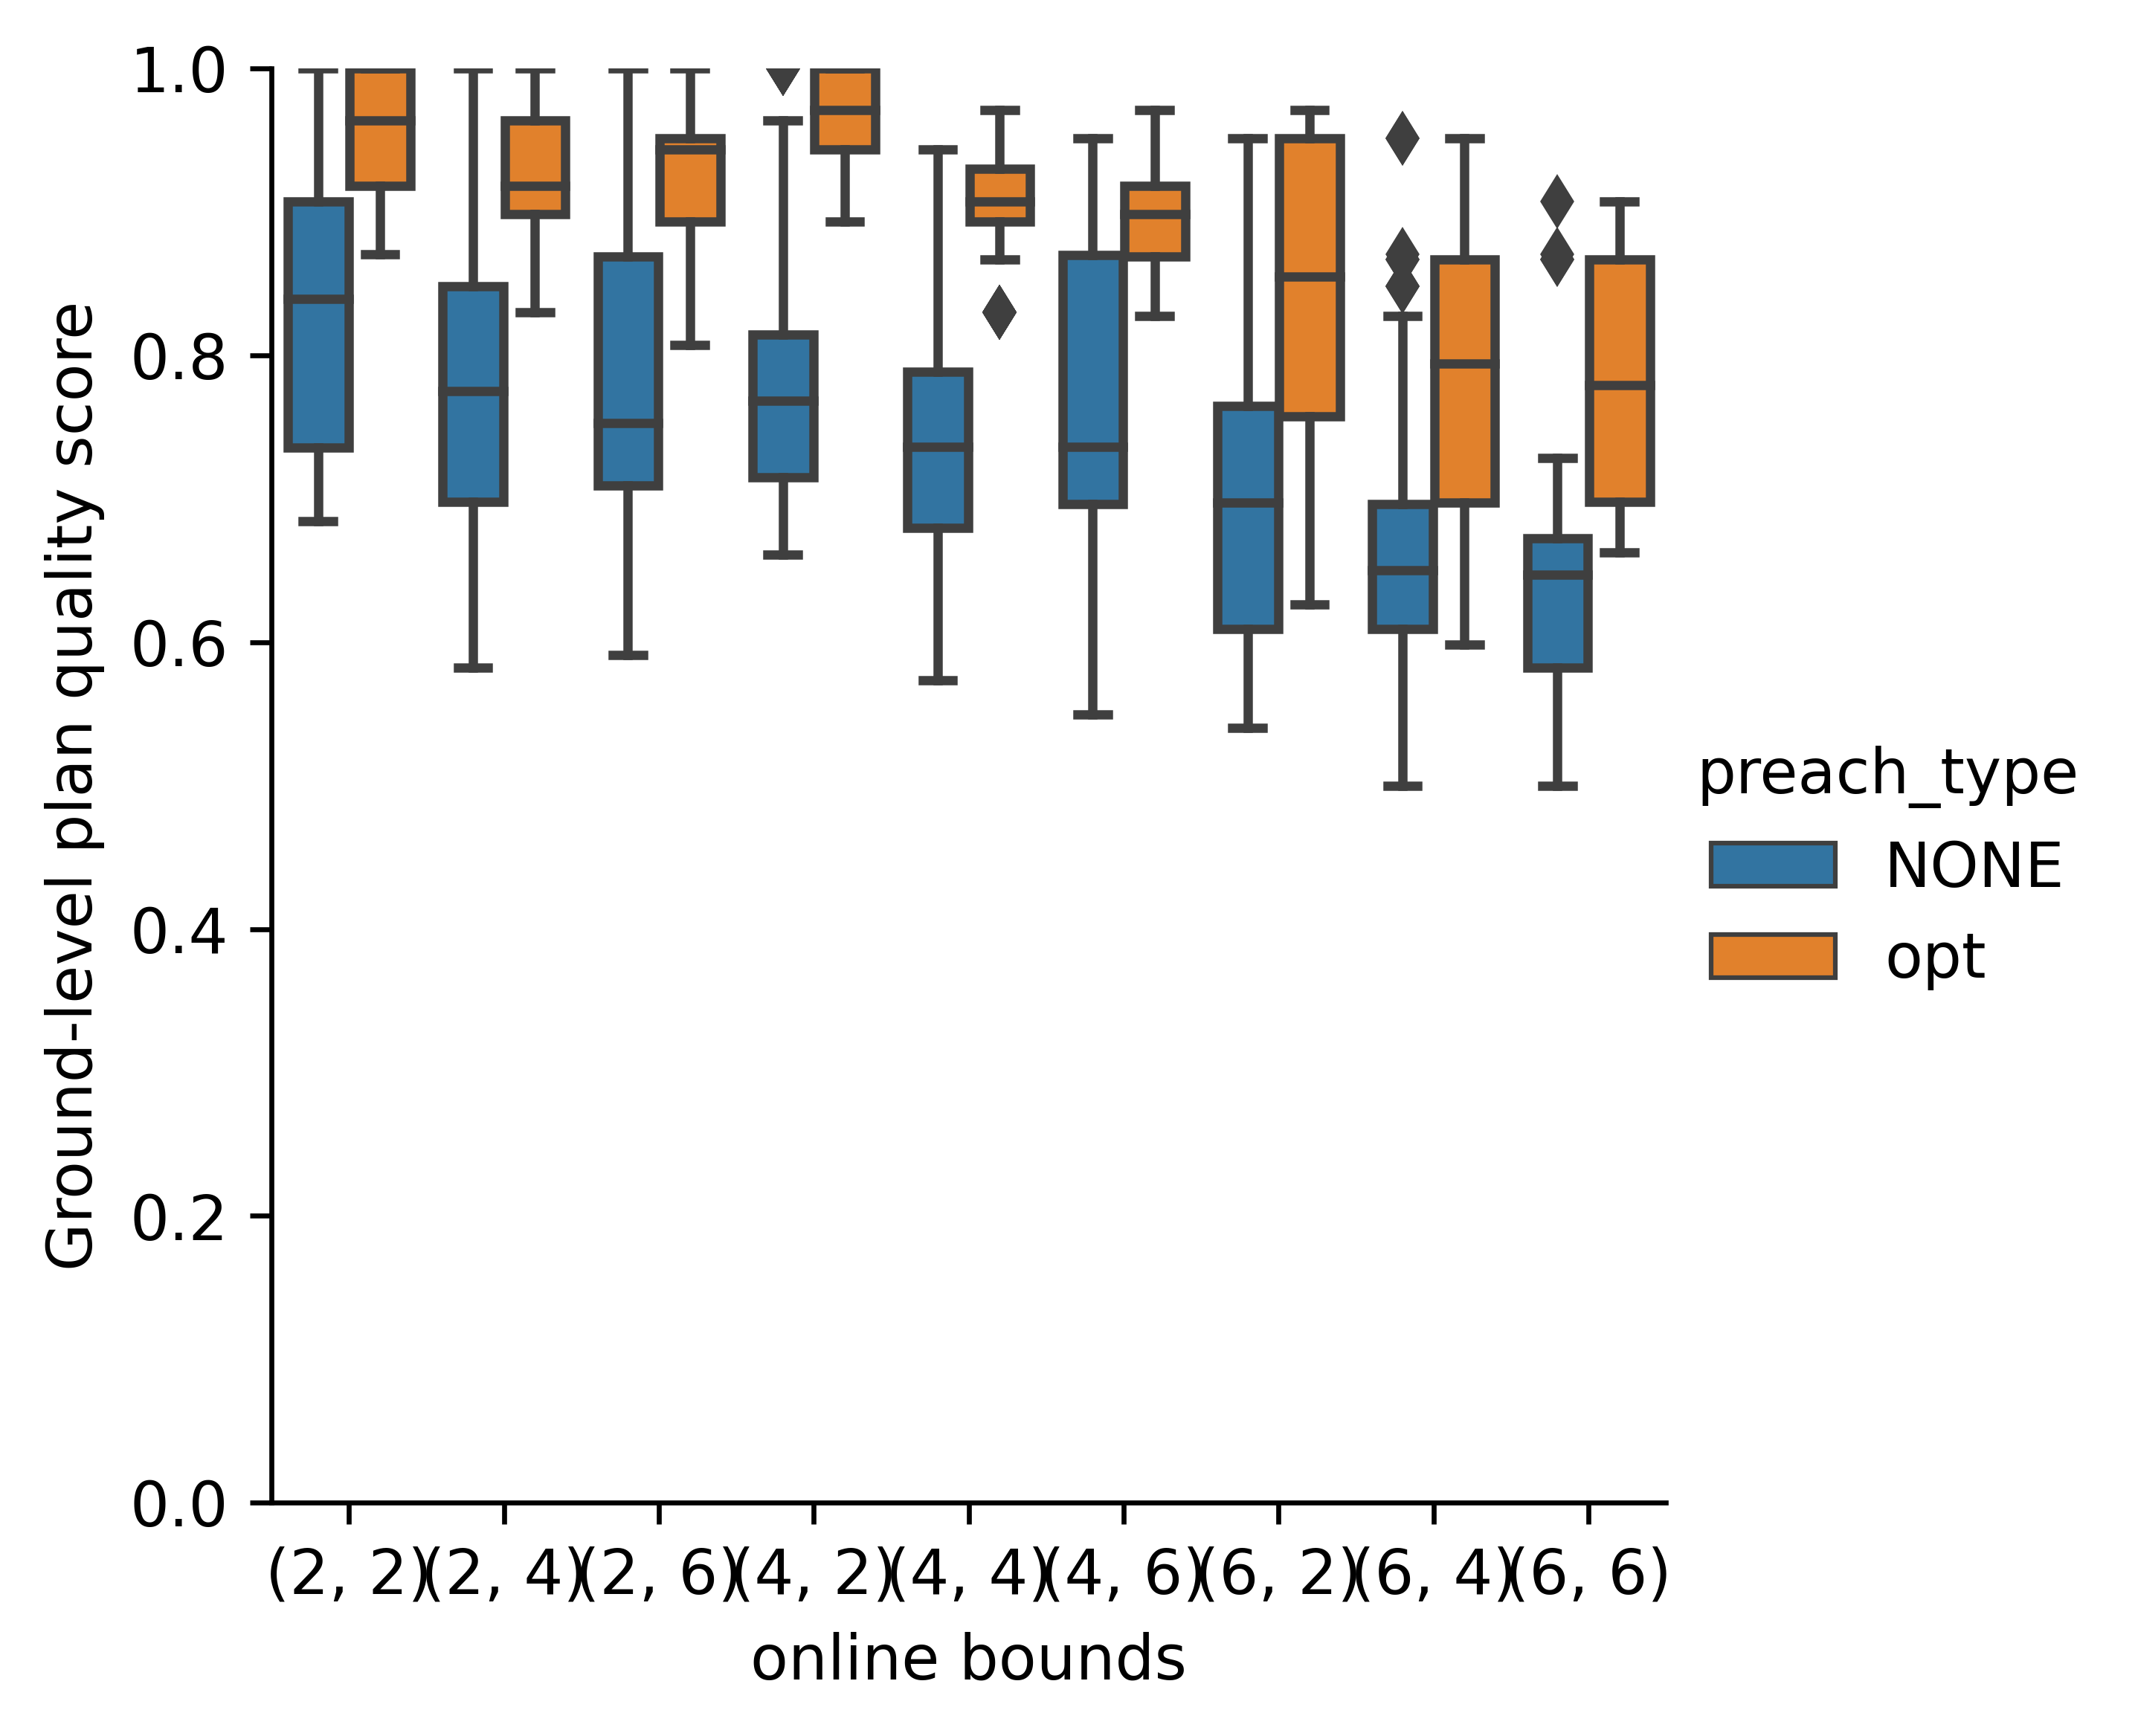 Ground-level plan quality score
1.0
0.8
0.6
0.4
0.2
0.0
(2, 2)(2, 4)(2, 6)(4, 2)(4, 4)(4, 6)(6, 2)(6, 4)(6, 6)
online bounds
preach_type
NONE
opt